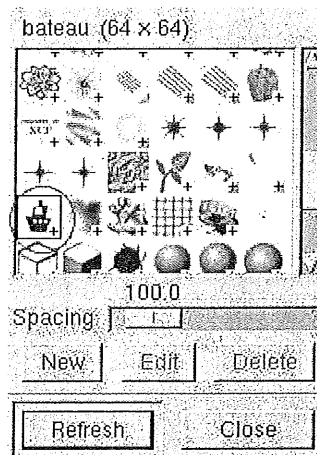 bateau (64 x 64)
100.0
Spacing:
New Edit Delete
Refresh Close